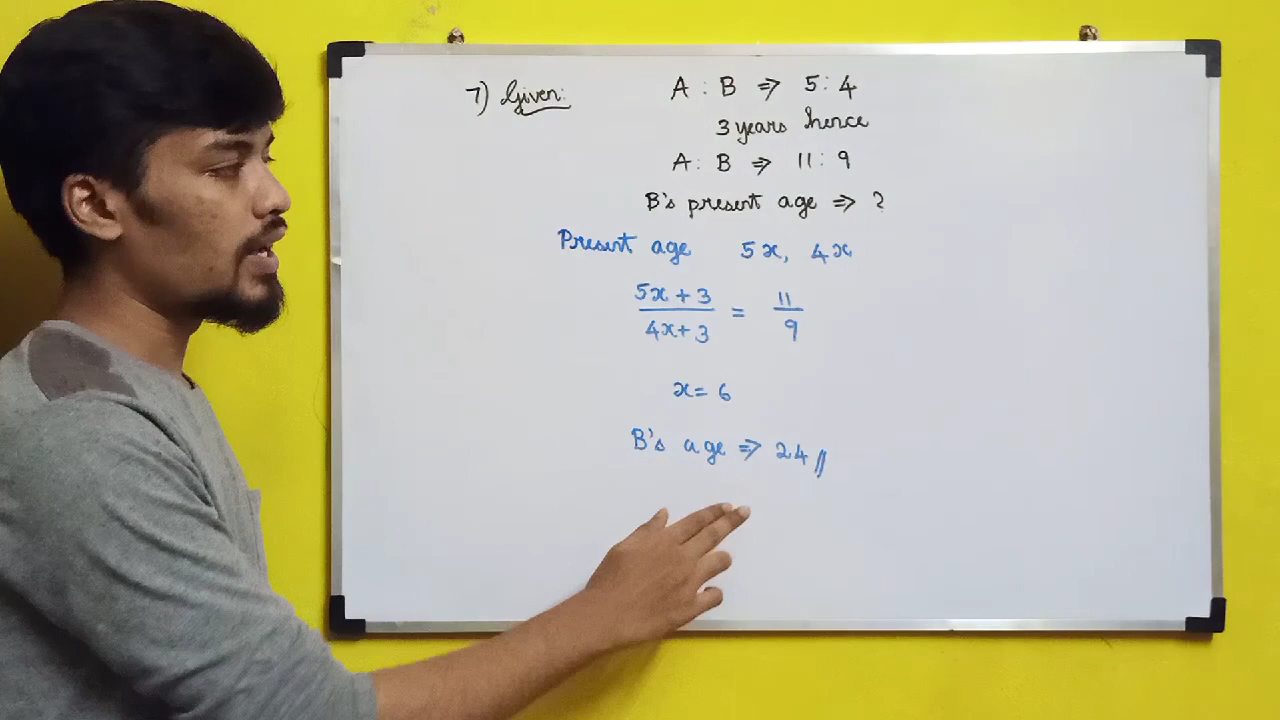 7) Given: A : B ⇒ 5 : 4
3 years hence
A : B ⇒ 11 : 9
B's present age ⇒ ?
Present age 5x, 4x
5x + 3 / 4x + 3 = 11 / 9
x = 6
B's age ⇒ 24 //